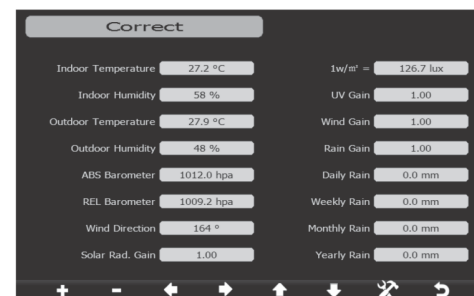 Correct
Indoor Temperature 27.2 °C
Indoor Humidity 58 %
Outdoor Temperature 27.9 °C
Outdoor Humidity 48 %
ABS Barometer 1012.0 hpa
REL Barometer 1009.2 hpa
Wind Direction 164 °
Solar Rad. Gain 1.00
1w/㎡ = 126.7 lux
UV Gain 1.00
Wind Gain 1.00
Rain Gain 1.00
Daily Rain 0.0 mm
Weekly Rain 0.0 mm
Monthly Rain 0.0 mm
Yearly Rain 0.0 mm